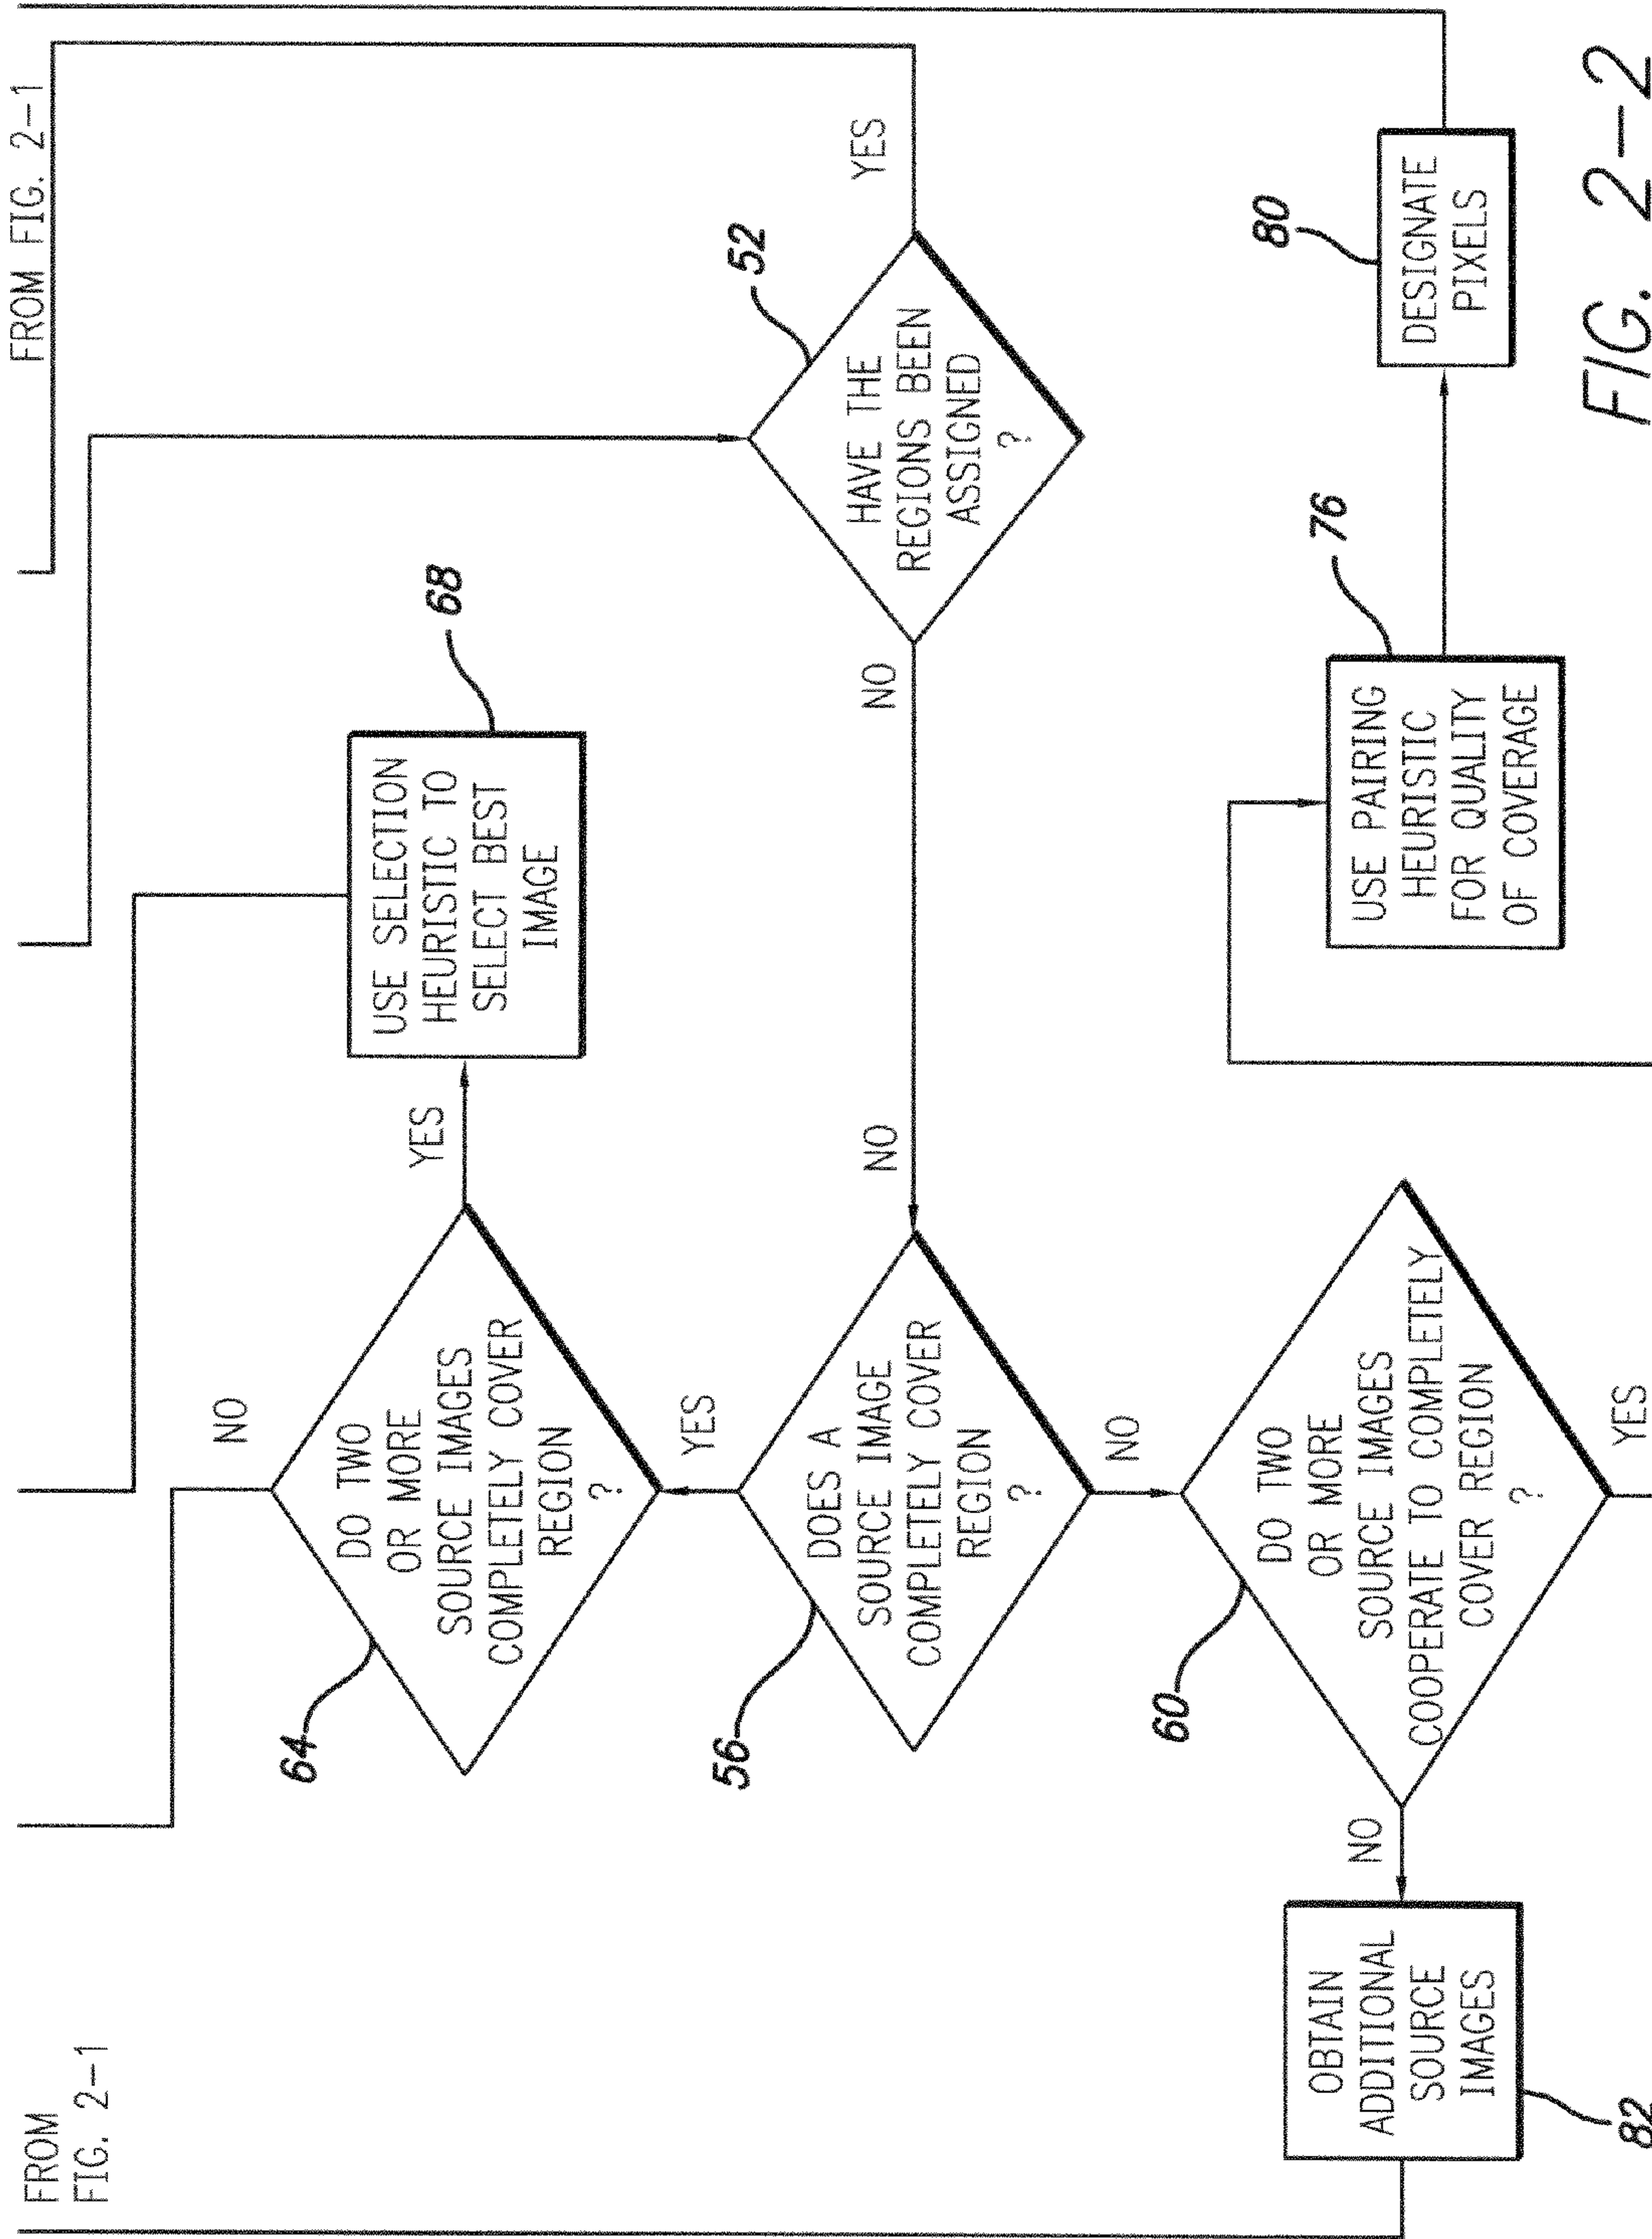 FROM FIG. 2-1
FROM
FIG. 2-1
NO
64
DO TWO
OR MORE
SOURCE IMAGES
COMPLETELY COVER
REGION
?
YES
USE SELECTION
HEURISTIC TO
SELECT BEST
IMAGE
68
YES
56
DOES A
SOURCE IMAGE
COMPLETELY COVER
REGION
?
NO
NO
HAVE THE
REGIONS BEEN
ASSIGNED
?
52
YES
NO
60
DO TWO
OR MORE
SOURCE IMAGES
COOPERATE TO COMPLETELY
COVER REGION
?
NO
YES
OBTAIN
ADDITIONAL
SOURCE
IMAGES
82
USE PAIRING
HEURISTIC
FOR QUALITY
OF COVERAGE
76
DESIGNATE
PIXELS
80
FIG. 2-2